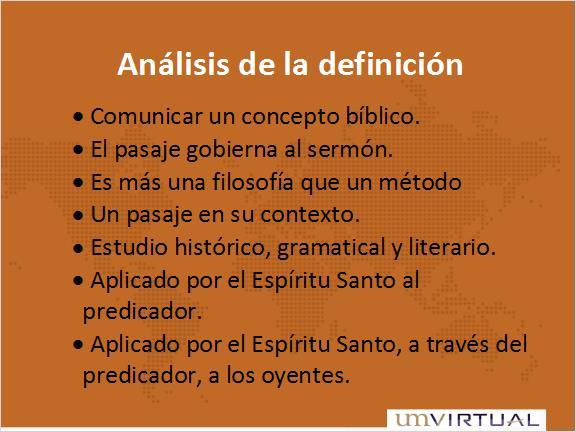 Análisis de la definición
• Comunicar un concepto bíblico.
• El pasaje gobierna al sermón.
• Es más una filosofía que un método
• Un pasaje en su contexto.
• Estudio histórico, gramatical y literario.
• Aplicado por el Espíritu Santo al
predicador.
• Aplicado por el Espíritu Santo, a través del
predicador, a los oyentes.
umVIRTUAL